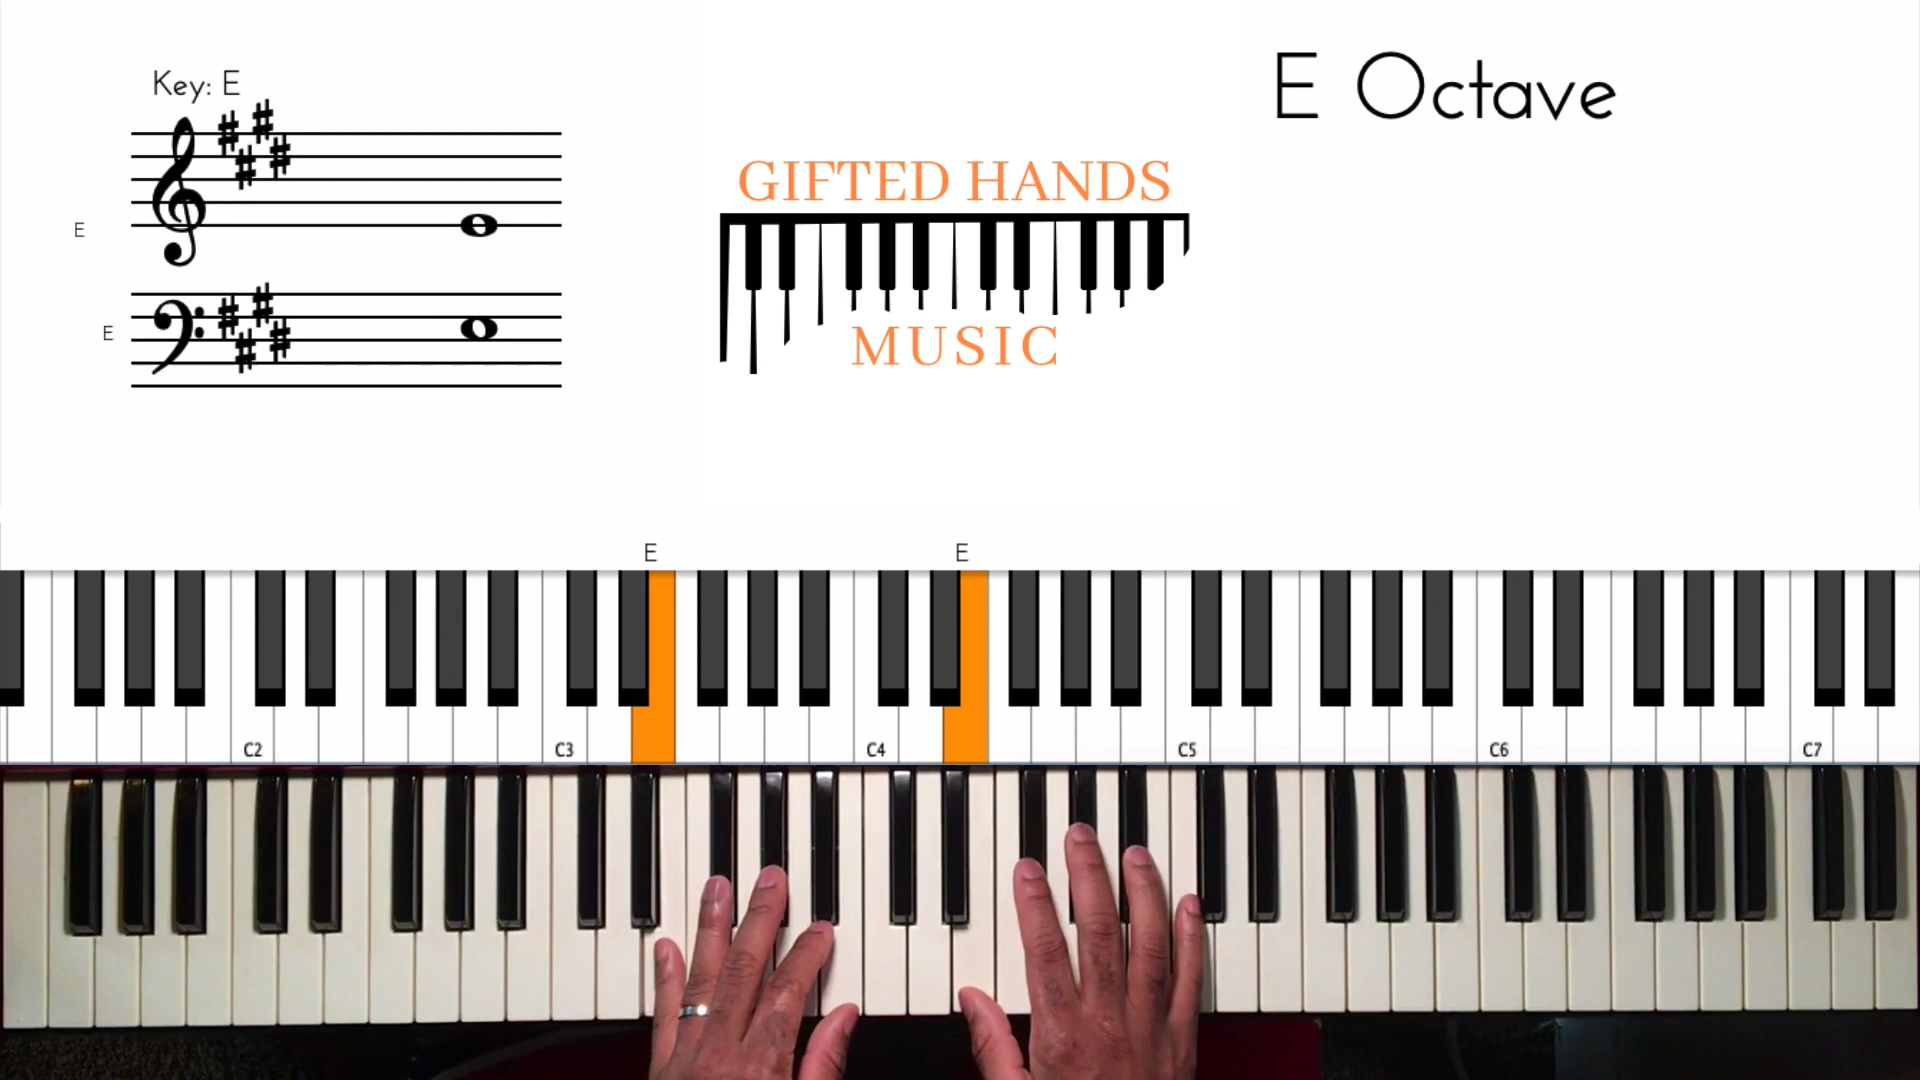 Key: E
E Octave
GIFTED HANDS
MUSIC
E
E
E
E
C2
C3
C4
C5
C6
C7